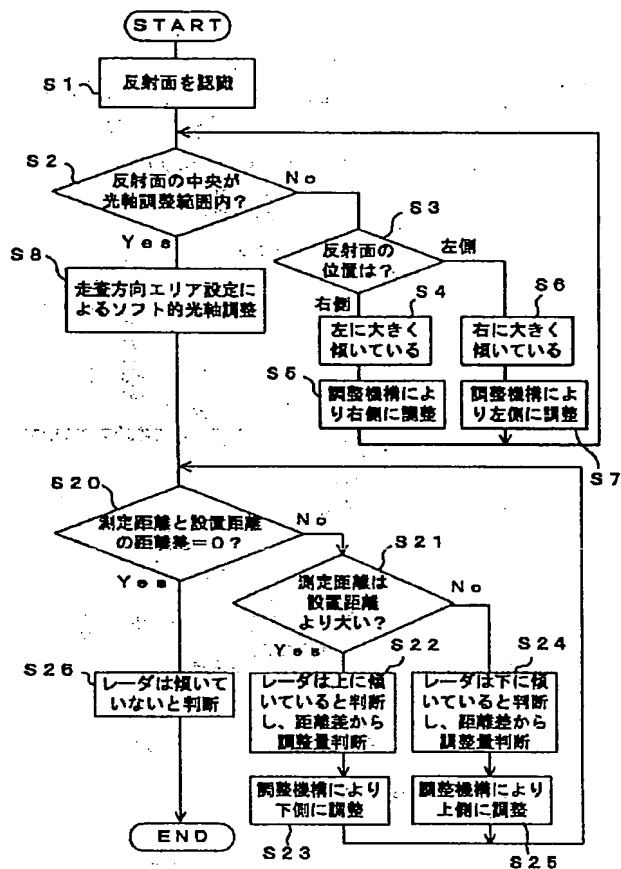 START
S1
反射面を認識
S2
反射面の中央が
光軸調整範囲内?
No
Yes
S3
反射面の
位置は?
左側
右側
S8
走査方向エリア設定に
よるソフト的光軸調整
S4
左に大きく
傾いている
S6
右に大きく
傾いている
S5
調整機構によ
り右側に調整
調整機構によ
り左側に調整
S7
S20
測定距離と設置距離
の距離差=0?
No
Yes
S21
測定距離は
設置距離
より大い?
No
Yes
S26
レーダは傾いて
いないと判断
S22
レーダは上に傾
いていると判断
し、距離差から
調整量判断
S24
レーダは下に傾
いていると判断
し、距離差から
調整量判断
調整機構により
下側に調整
S23
調整機構により
上側に調整
S25
END